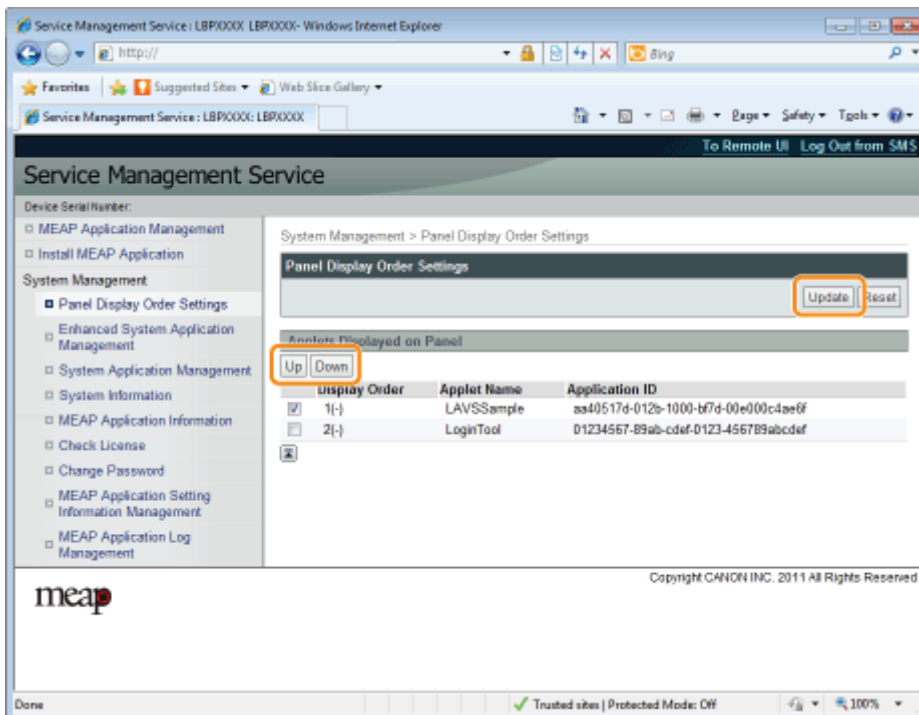 Service Management Service : LBPXXXX: LBPXXXX- Windows Internet Explorer
http://
Bing
Favorites Suggested Sites Web Slice Gallery
Service Management Service : LBPXXXX: LBPXXXX
Page Safety Tools
To Remote UI Log Out from SMS
Service Management Service
Device Serial Number:
MEAP Application Management
Install MEAP Application
System Management
Panel Display Order Settings
Enhanced System Application
Management
System Application Management
System Information
MEAP Application Information
Check License
Change Password
MEAP Application Setting
Information Management
MEAP Application Log
Management
System Management > Panel Display Order Settings
Panel Display Order Settings
Update Reset
Applets Displayed on Panel
Up Down
Display Order Applet Name Application ID
1(-) LAVSSample aa40517d-012b-1000-bf7d-00e000c4ae6f
2(-) LoginTool 01234567-89ab-cdef-0123-456789abcdef
Copyright CANON INC. 2011 All Rights Reserved
meap
Done Trusted sites | Protected Mode: Off 100%